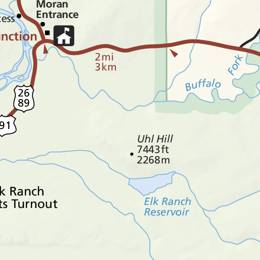 Moran
Entrance
cess
nction
2mi
3km
Buffalo Fork
26
89
91
Uhl Hill
7443ft
2268m
k Ranch
ts Turnout
Elk Ranch
Reservoir